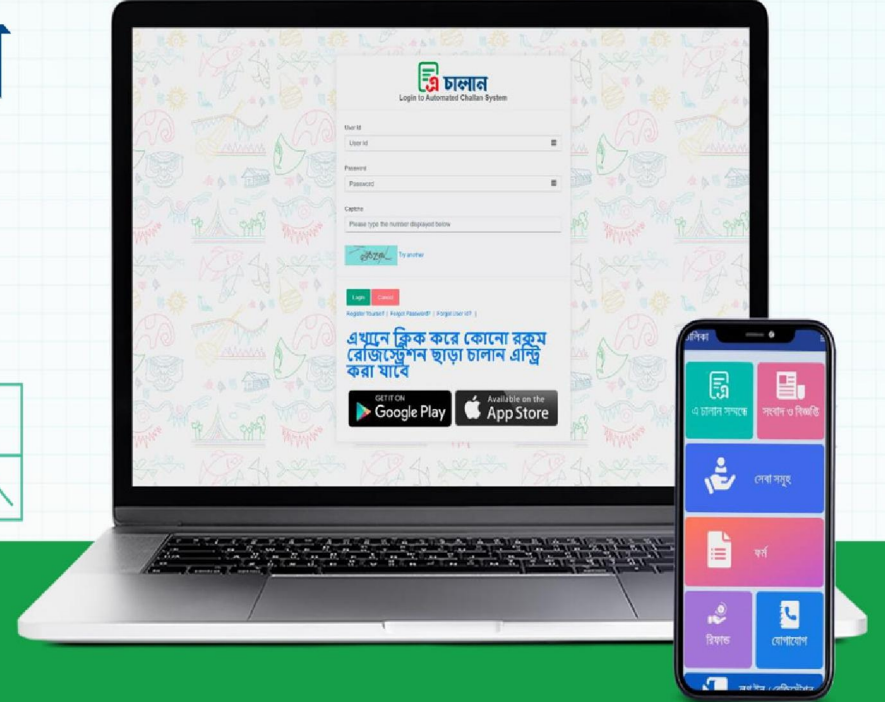 এ চালান
Login to Automated Challan System
User Id
User Id
Password
Password
Captcha
Please type the number displayed below
Try another
Login Cancel
Register Yourself | Forgot Password? | Forgot User Id? |
এখানে ক্লিক করে কোনো রকম
রেজিস্ট্রেশন ছাড়া চালান এন্ট্রি
করা যাবে
GET IT ON
Google Play
Available on the
App Store
এ চালান সম্বন্ধে
সংবাদ ও বিজ্ঞপ্তি
সেবা সমূহ
ফর্ম
রিফান্ড
যোগাযোগ